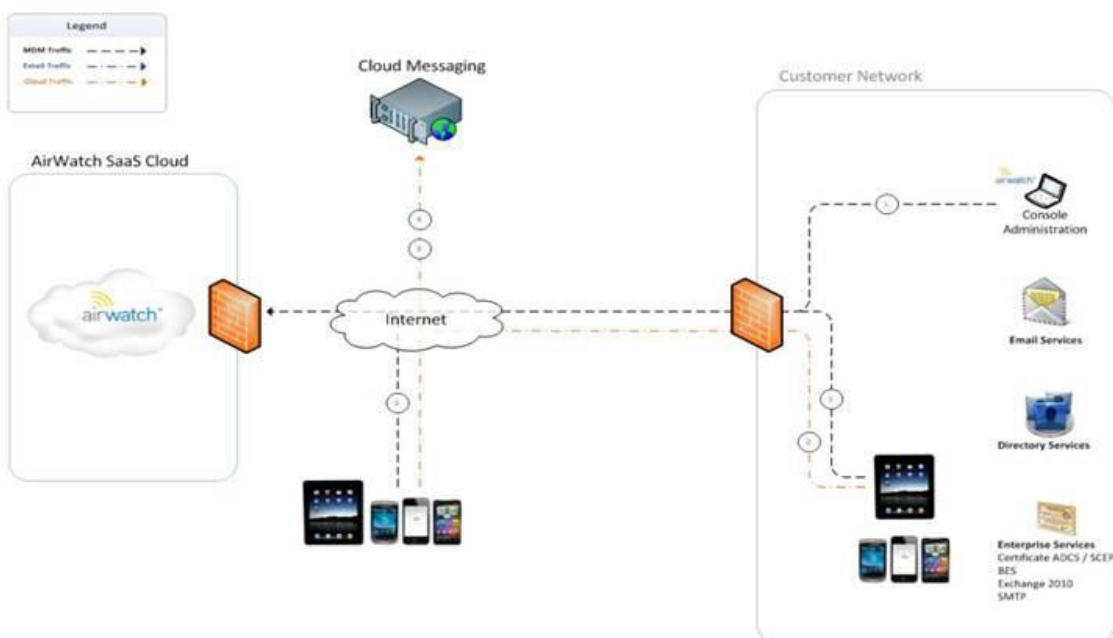 Legend
MDM Traffic
Email Traffic
Cloud Traffic
Cloud Messaging
Customer Network
AirWatch SaaS Cloud
airwatch
Internet
airwatch
Console
Administration
Email Services
Directory Services
Enterprise Services
Certificate ADCS / SCEP
BES
Exchange 2010
SMTP